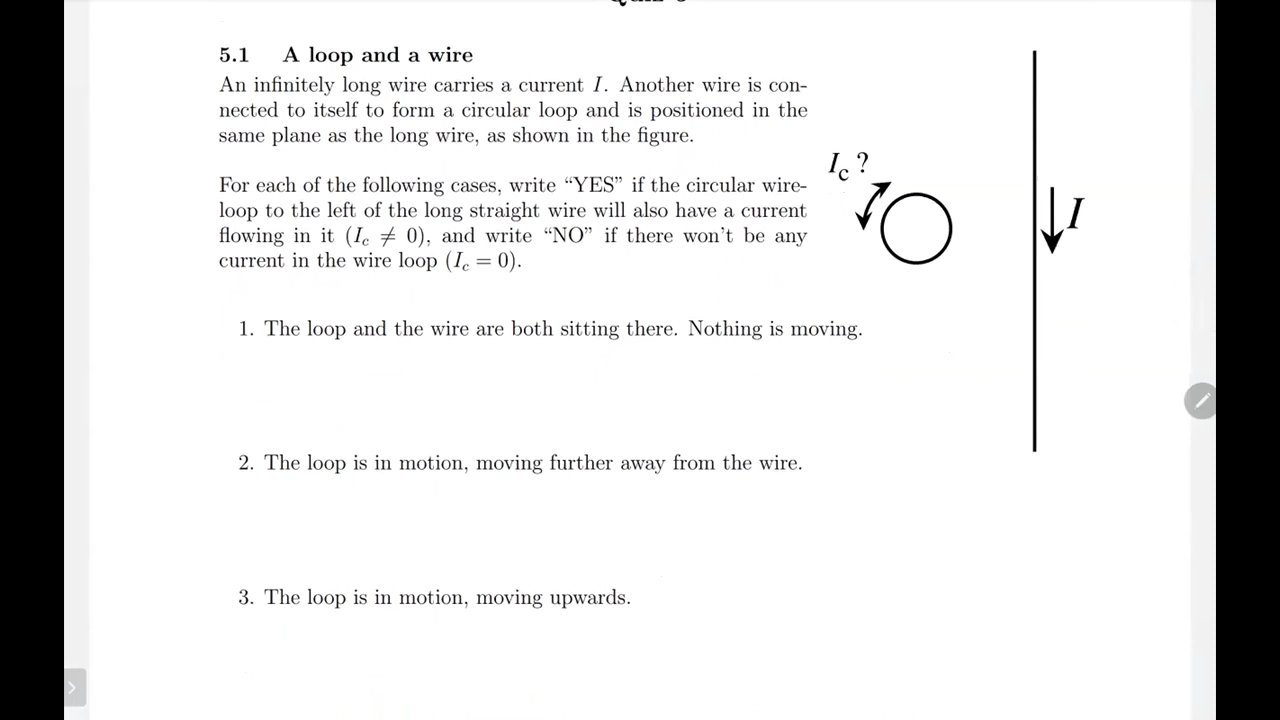 5.1 A loop and a wire
An infinitely long wire carries a current I. Another wire is con-
nected to itself to form a circular loop and is positioned in the
same plane as the long wire, as shown in the figure.
I_c ?
For each of the following cases, write “YES” if the circular wire-
loop to the left of the long straight wire will also have a current
flowing in it (I_c ≠ 0), and write “NO” if there won’t be any
current in the wire loop (I_c = 0).
I
1. The loop and the wire are both sitting there. Nothing is moving.
2. The loop is in motion, moving further away from the wire.
3. The loop is in motion, moving upwards.